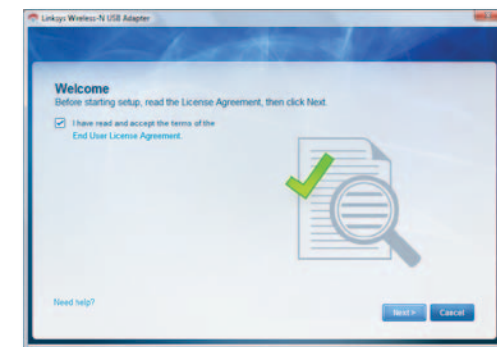 Linksys Wireless-N USB Adapter
Welcome
Before starting setup, read the License Agreement, then click Next.
I have read and accept the terms of the
End User License Agreement.
Need help?
Next >
Cancel